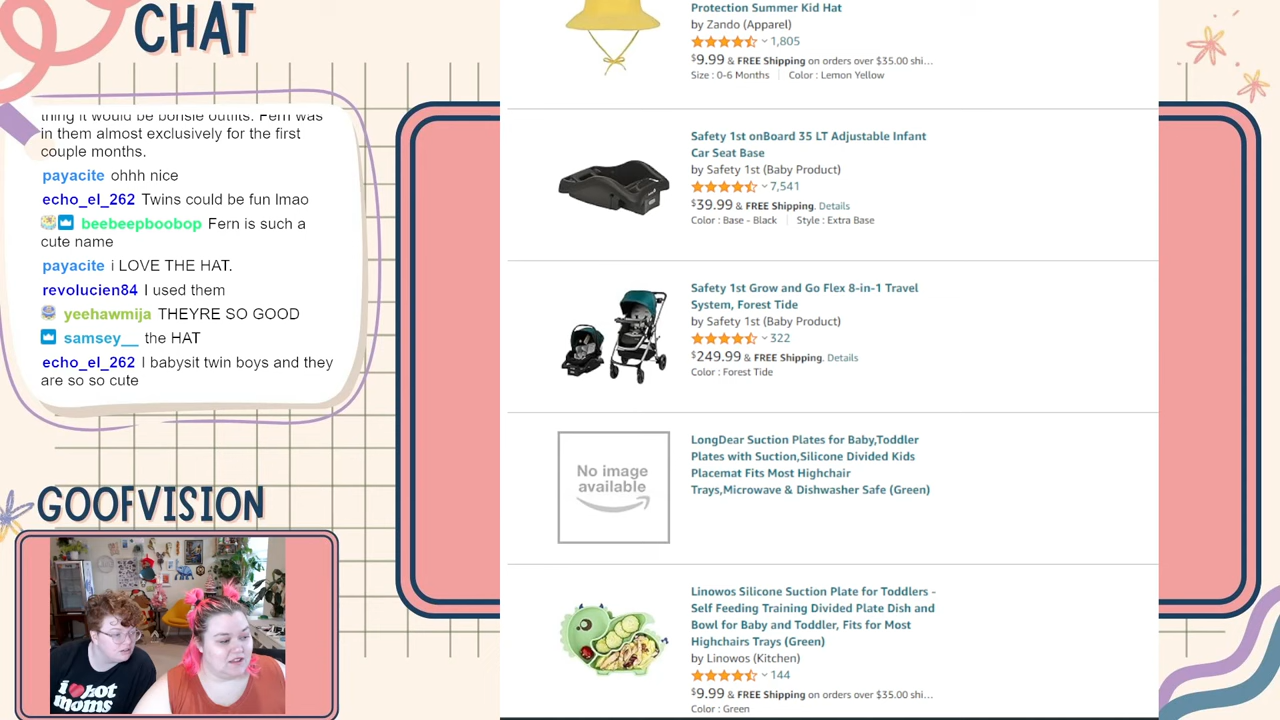 CHAT
thing it would be bonsie outfits. Fern was
in them almost exclusively for the first
couple months.
payacite ohhh nice
echo_el_262 Twins could be fun lmao
beebeepboobop Fern is such a
cute name
payacite i LOVE THE HAT.
revolucien84 I used them
yeehawmija THEYRE SO GOOD
samsey__ the HAT
echo_el_262 I babysit twin boys and they
are so so cute
GOOFVISION
i hot
moms
Protection Summer Kid Hat
by Zando (Apparel)
1,805
$9.99 & FREE Shipping on orders over $35.00 shi...
Size : 0-6 Months | Color : Lemon Yellow
Safety 1st onBoard 35 LT Adjustable Infant
Car Seat Base
by Safety 1st (Baby Product)
7,541
$39.99 & FREE Shipping. Details
Color : Base - Black | Style : Extra Base
Safety 1st Grow and Go Flex 8-in-1 Travel
System, Forest Tide
by Safety 1st (Baby Product)
322
$249.99 & FREE Shipping. Details
Color : Forest Tide
No image
available
LongDear Suction Plates for Baby,Toddler
Plates with Suction,Silicone Divided Kids
Placemat Fits Most Highchair
Trays,Microwave & Dishwasher Safe (Green)
Linowos Silicone Suction Plate for Toddlers -
Self Feeding Training Divided Plate Dish and
Bowl for Baby and Toddler, Fits for Most
Highchairs Trays (Green)
by Linowos (Kitchen)
144
$9.99 & FREE Shipping on orders over $35.00 shi...
Color : Green